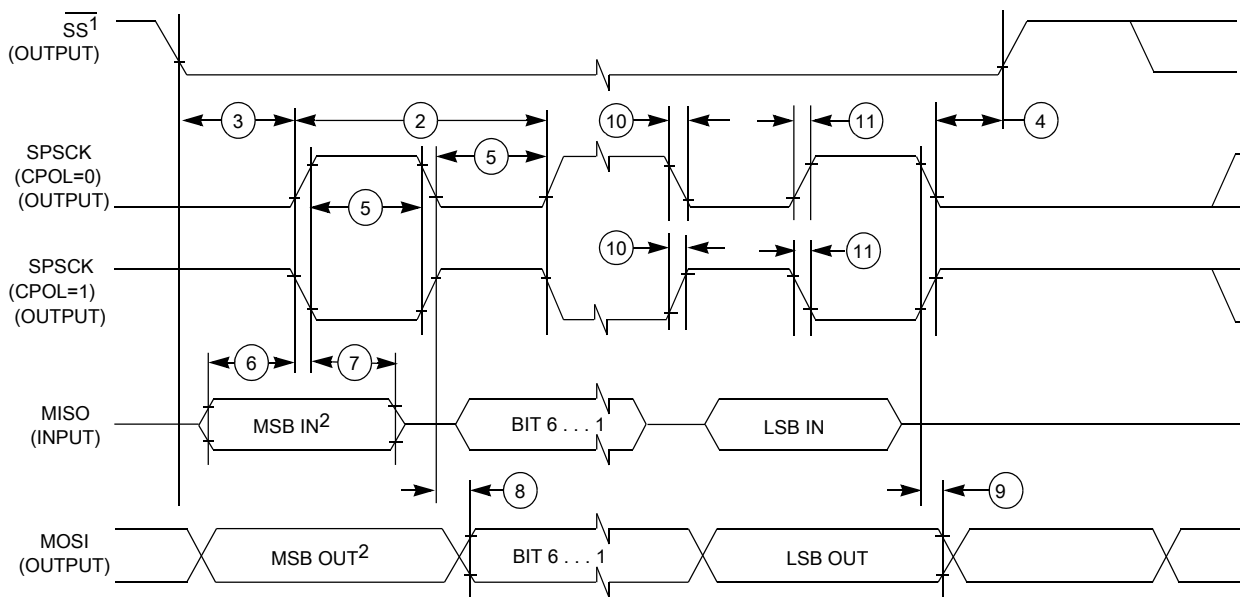 SS¹
(OUTPUT)
3
2
10
11
4
SPSCK
(CPOL=0)
(OUTPUT)
5
5
SPSCK
(CPOL=1)
(OUTPUT)
10
11
6
7
MISO
(INPUT)
MSB IN²
BIT 6 . . . 1
LSB IN
8
9
MOSI
(OUTPUT)
MSB OUT²
BIT 6 . . . 1
LSB OUT